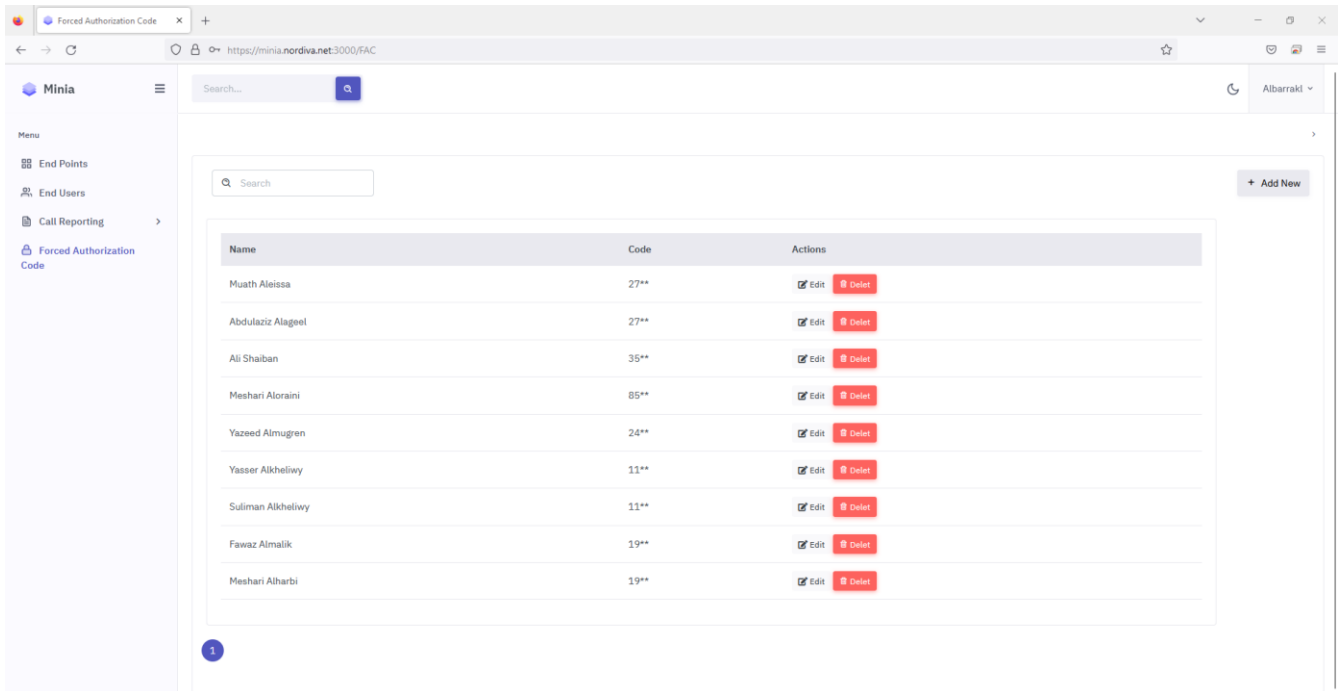 Forced Authorization Code
https://minia.nordiva.net:3000/FAC
Minia
Search...
Albarrakl
Menu
End Points
End Users
Call Reporting
Forced Authorization
Code
Search
+ Add New
Name Code Actions
Muath Aleissa 27** Edit Delet
Abdulaziz Alageel 27** Edit Delet
Ali Shaiban 35** Edit Delet
Meshari Aloraini 85** Edit Delet
Yazeed Almugren 24** Edit Delet
Yasser Alkheliwy 11** Edit Delet
Suliman Alkheliwy 11** Edit Delet
Fawaz Almalik 19** Edit Delet
Meshari Alharbi 19** Edit Delet
1